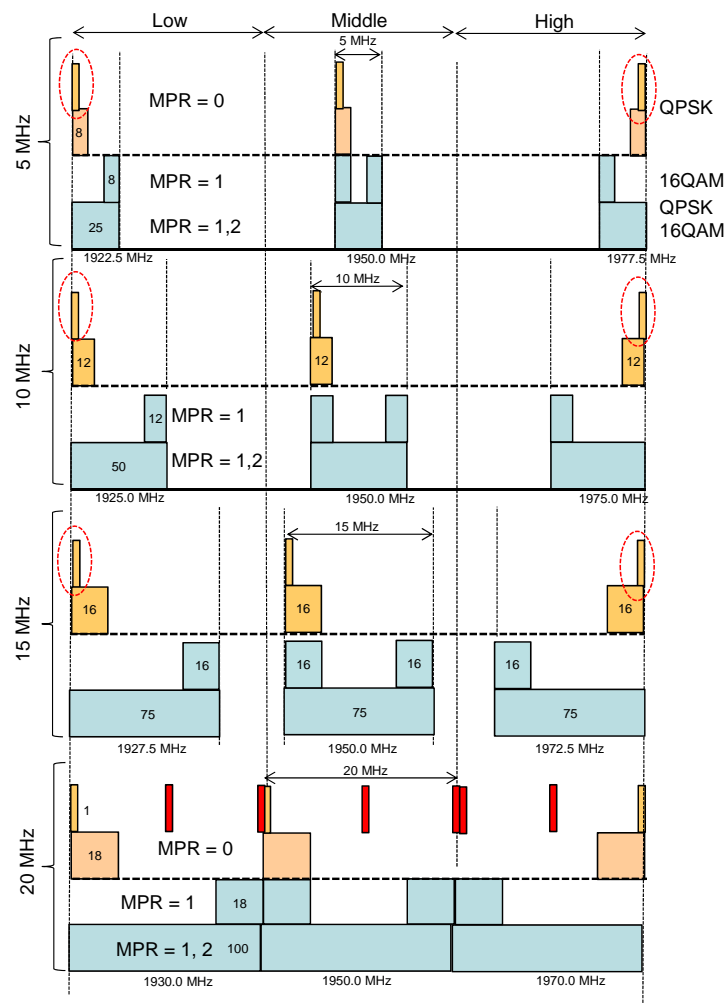 Low Middle High
5 MHz
5 MHz
MPR = 0 QPSK
8
8 MPR = 1 16QAM
QPSK
25 MPR = 1,2 16QAM
1922.5 MHz 1950.0 MHz 1977.5 MHz
10 MHz
10 MHz
12 12 12
12 MPR = 1
50 MPR = 1,2
1925.0 MHz 1950.0 MHz 1975.0 MHz
15 MHz
15 MHz
16 16 16
16 16 16 16
75 75 75
1927.5 MHz 1950.0 MHz 1972.5 MHz
20 MHz
20 MHz
1
18 MPR = 0
MPR = 1 18
MPR = 1, 2 100
1930.0 MHz 1950.0 MHz 1970.0 MHz